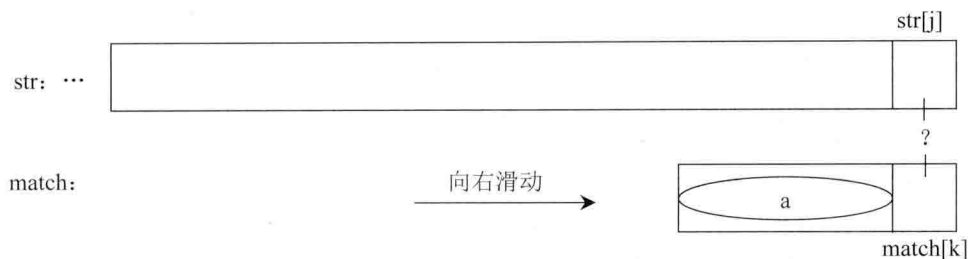 str[j]
str: …
?
match:
向右滑动
a
match[k]